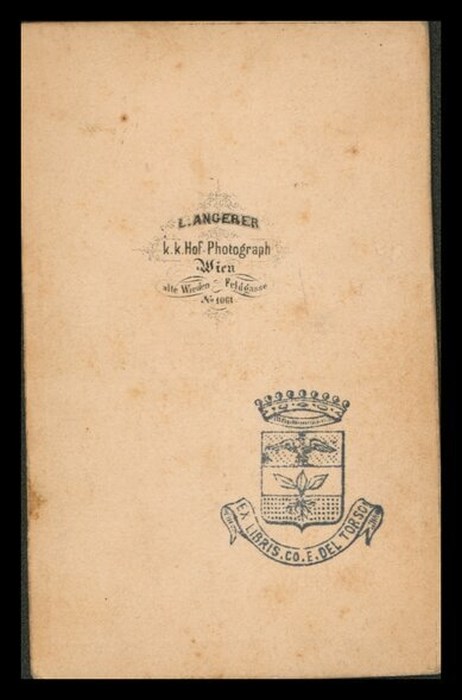 L. ANGERER
k. k. Hof-Photograph
Wien
alte Wieden Feldgasse
No 1061
EX LIBRIS. CO. E. DEL TORSO